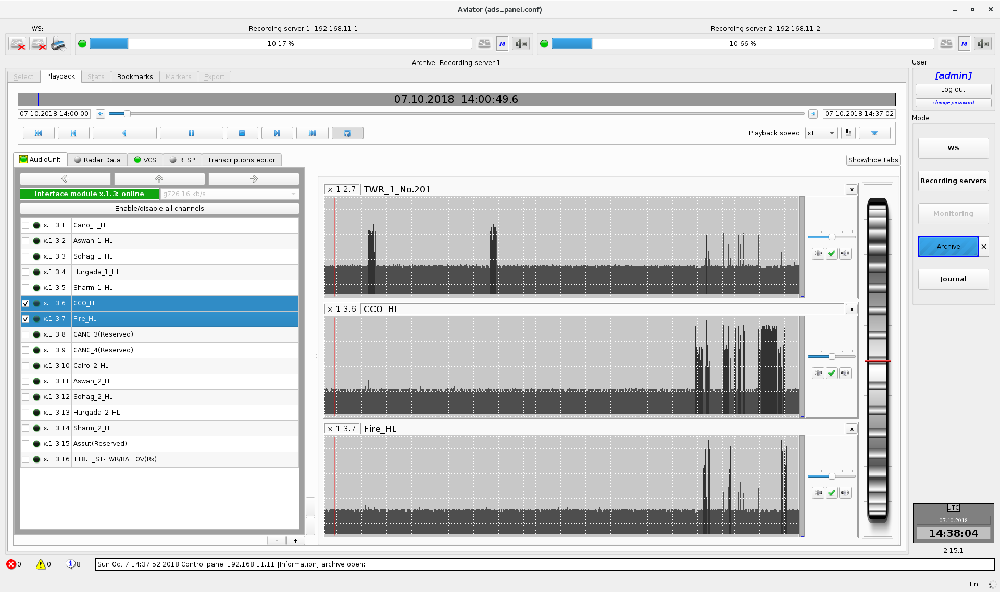 Aviator (ads_panel.conf)
WS:
Recording server 1: 192.168.11.1
Recording server 2: 192.168.11.2
10.17 %
M
10.66 %
M
Archive: Recording server 1
User
Select
Playback
Stats
Bookmarks
Markers
Export
[admin]
Log out
change password
07.10.2018 14:00:49.6
07.10.2018 14:00:00
07.10.2018 14:37:02
Mode
Playback speed:
x1
WS
Recording servers
Monitoring
Archive
Journal
AudioUnit
Radar Data
VCS
RTSP
Transcriptions editor
Show/hide tabs
Interface module x.1.3: online
g726 16 kb/s
Enable/disable all channels
x.1.3.1 Cairo_1_HL
x.1.3.2 Aswan_1_HL
x.1.3.3 Sohag_1_HL
x.1.3.4 Hurgada_1_HL
x.1.3.5 Sharm_1_HL
x.1.3.6 CCO_HL
x.1.3.7 Fire_HL
x.1.3.8 CANC_3(Reserved)
x.1.3.9 CANC_4(Reserved)
x.1.3.10 Cairo_2_HL
x.1.3.11 Aswan_2_HL
x.1.3.12 Sohag_2_HL
x.1.3.13 Hurgada_2_HL
x.1.3.14 Sharm_2_HL
x.1.3.15 Assut(Reserved)
x.1.3.16 118.1_ST-TWR/BALLOV(Rx)
- +
- +
x.1.2.7 TWR_1_No.201 x
x.1.3.6 CCO_HL x
x.1.3.7 Fire_HL x
UTC
07.10.2018
14:38:04
2.15.1
0
0
8
Sun Oct 7 14:37:52 2018 Control panel 192.168.11.11 [Information] archive open:
En